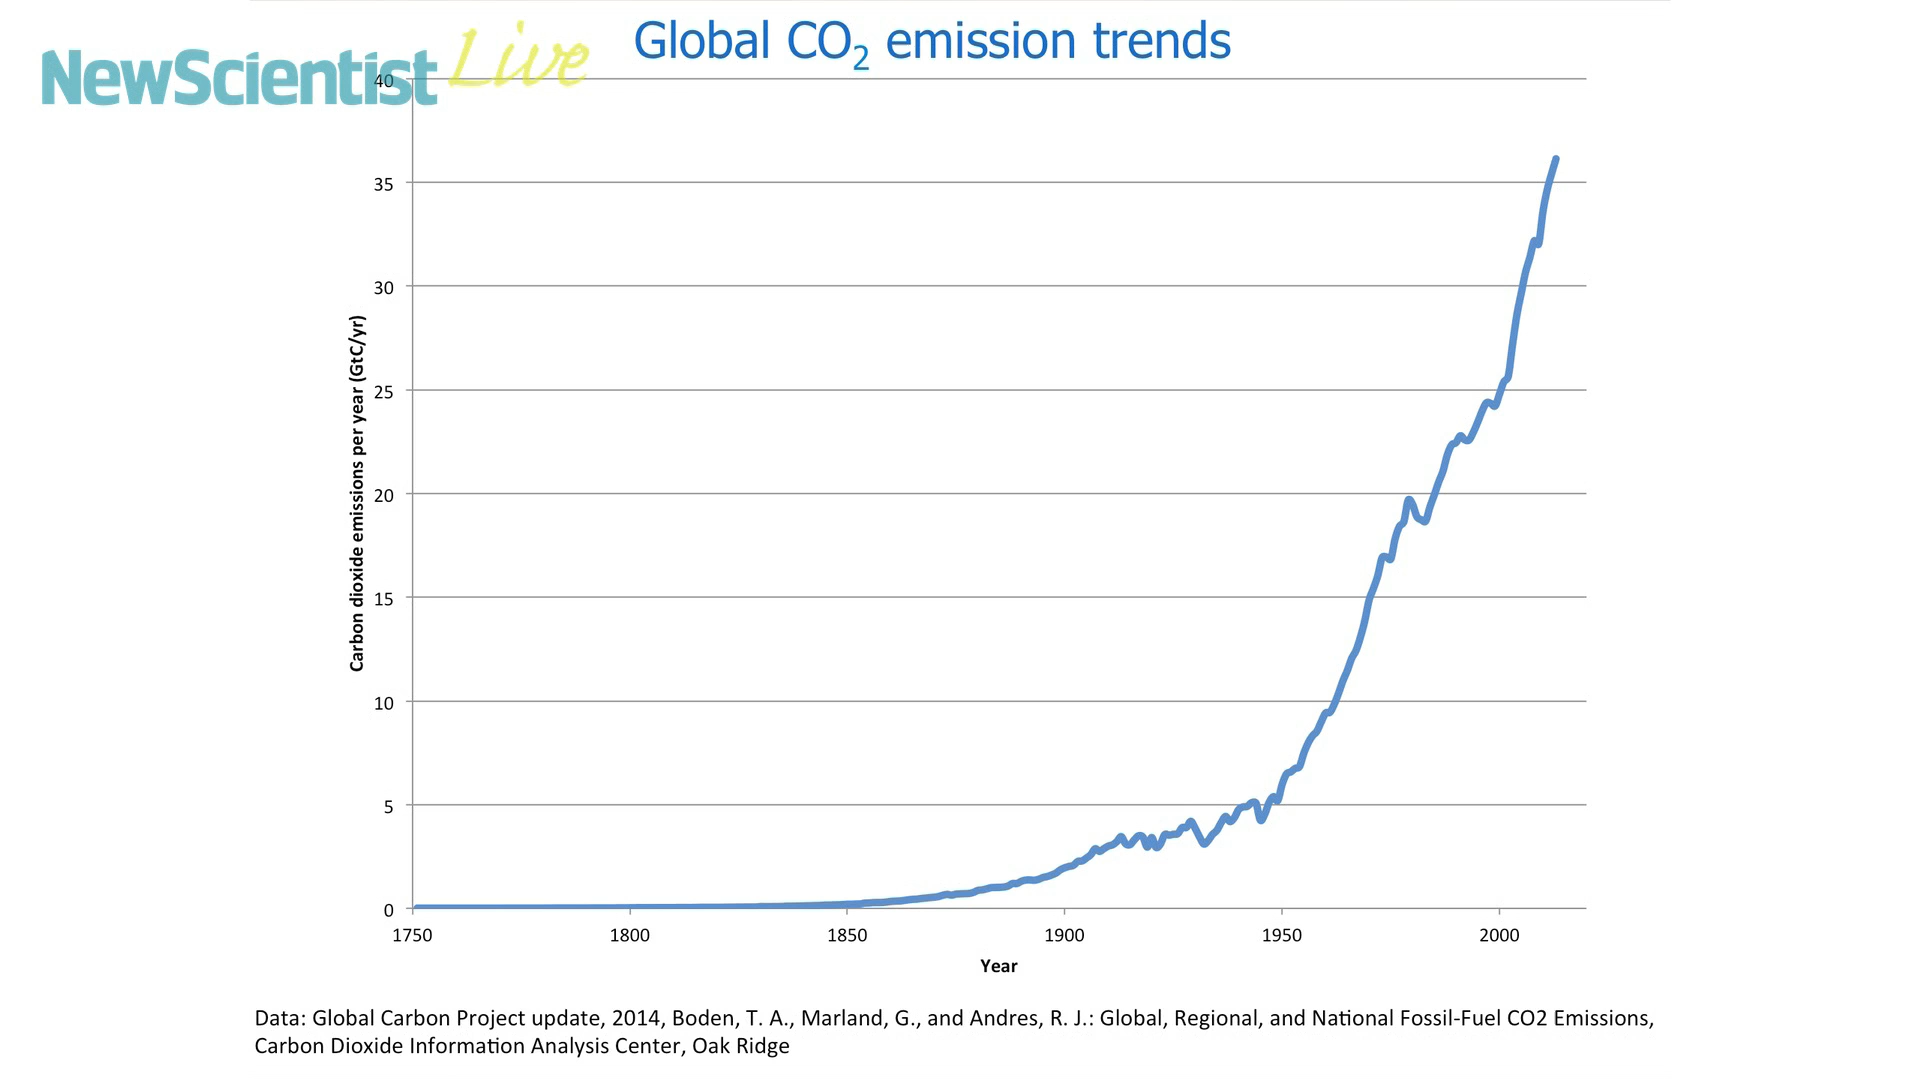 Global CO2 emission trends
NewScientist Live
40
35
30
25
20
15
10
5
0
Carbon dioxide emissions per year (GtC/yr)
1750 1800 1850 1900 1950 2000
Year
Data: Global Carbon Project update, 2014, Boden, T. A., Marland, G., and Andres, R. J.: Global, Regional, and National Fossil-Fuel CO2 Emissions,
Carbon Dioxide Information Analysis Center, Oak Ridge